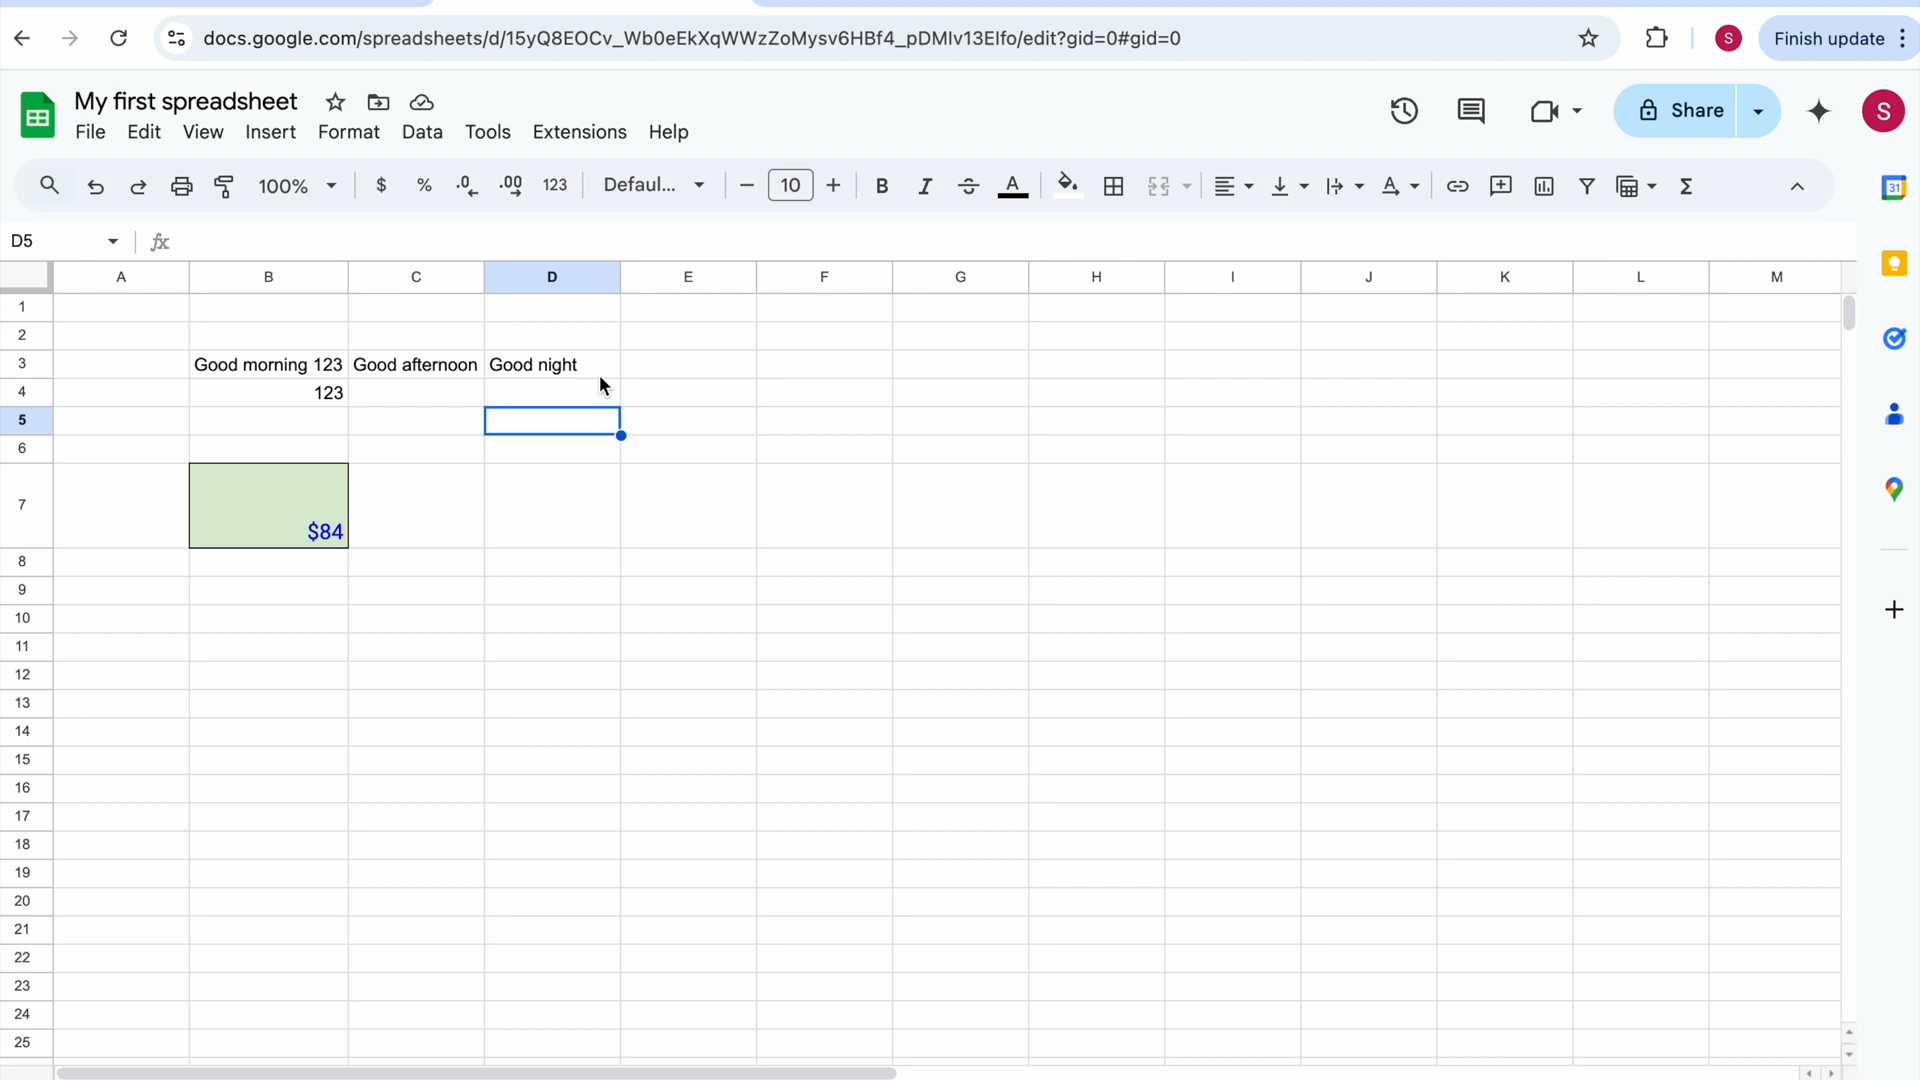 docs.google.com/spreadsheets/d/15yQ8EOCv_Wb0eEkXqWWzZoMysv6HBf4_pDMlv13EIfo/edit?gid=0#gid=0
S
Finish update
My first spreadsheet
File Edit View Insert Format Data Tools Extensions Help
Share
S
100%
$ % .0 .00 123
Defaul...
10
B I A
A
Σ
31
D5
fx
A B C D E F G H I J K L M
1
2
3 Good morning 123 Good afternoon Good night
4 123
5
6
7 $84
8
9
10
11
12
13
14
15
16
17
18
19
20
21
22
23
24
25